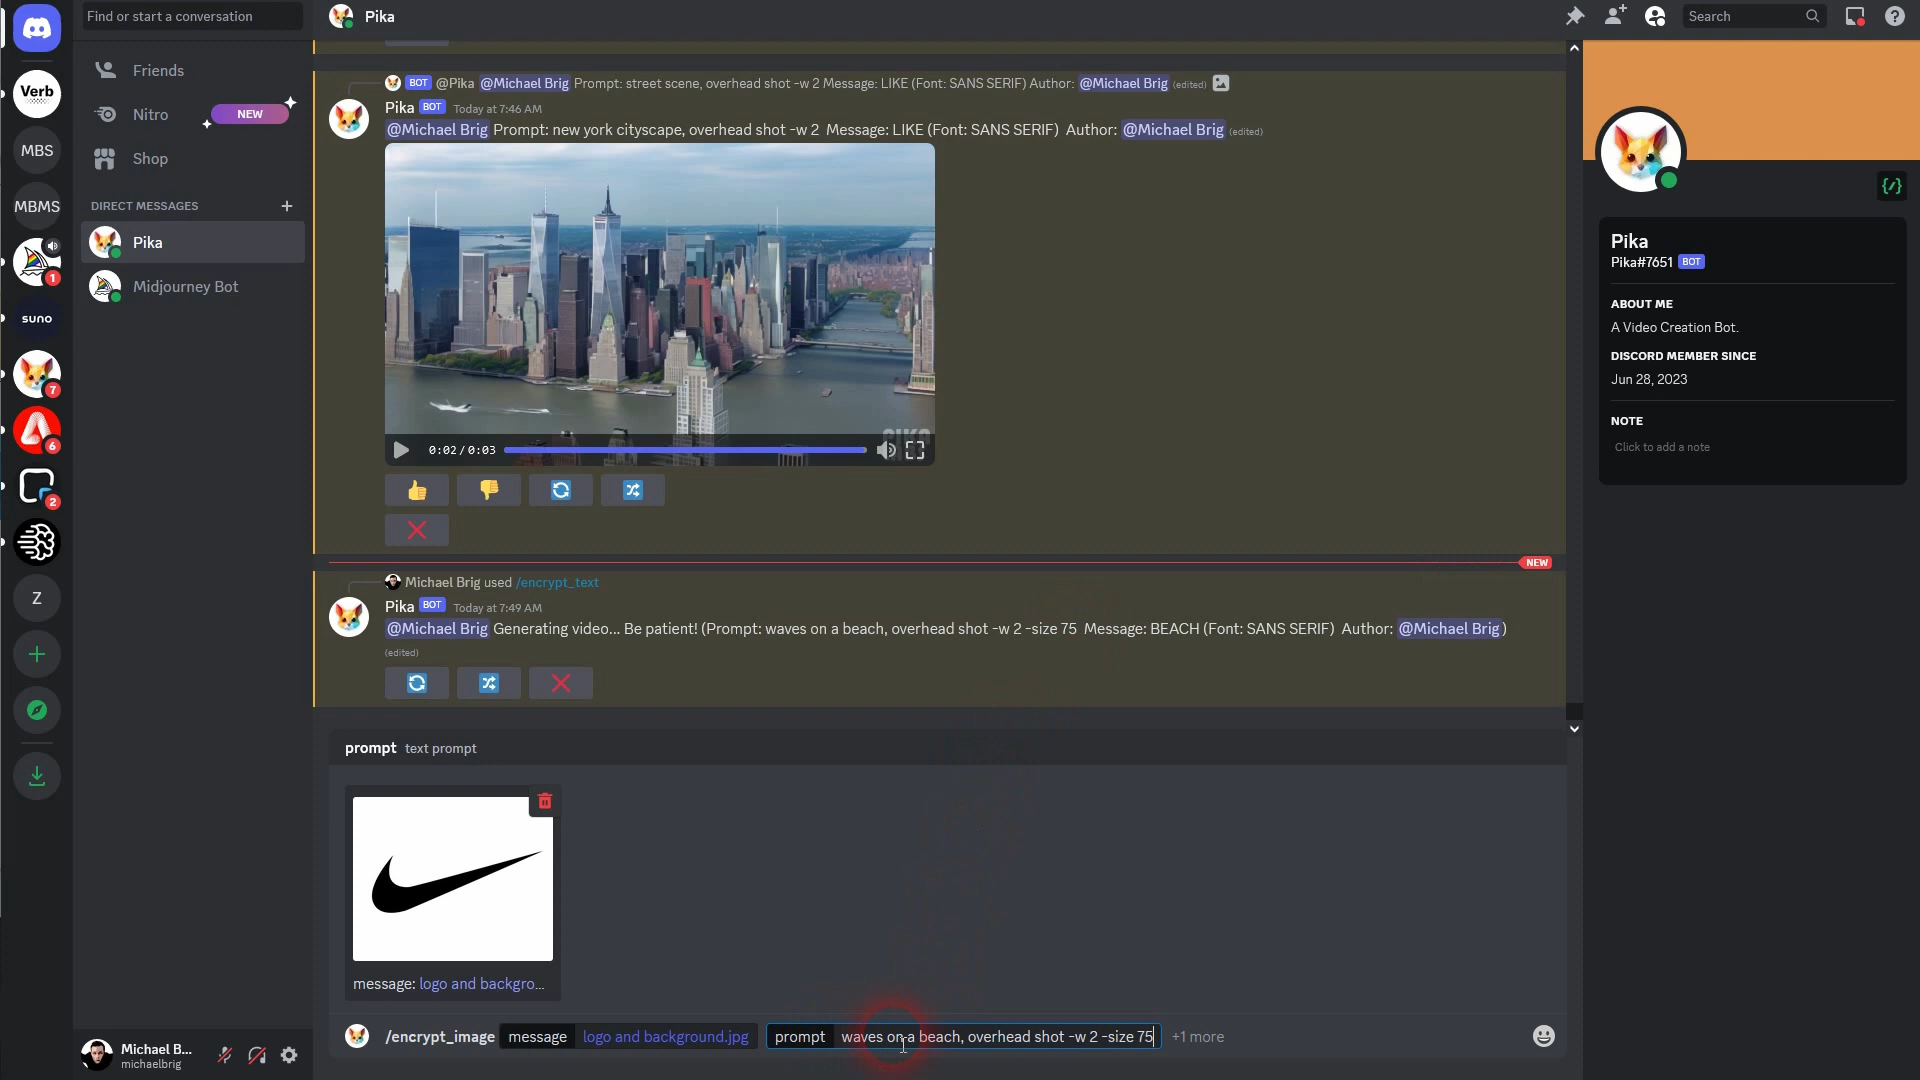 Find or start a conversation
Pika
Search
Verb
MBS
MBMS
1
suno
7
6
2
Z
Friends
Nitro
NEW
Shop
DIRECT MESSAGES
Pika
Midjourney Bot
Michael B...
michaelbrig
BOT @Pika @Michael Brig Prompt: street scene, overhead shot -w 2 Message: LIKE (Font: SANS SERIF) Author: @Michael Brig (edited)
Pika BOT Today at 7:46 AM
@Michael Brig Prompt: new york cityscape, overhead shot -w 2 Message: LIKE (Font: SANS SERIF) Author: @Michael Brig (edited)
0:02/0:03
NEW
Michael Brig used /encrypt_text
Pika BOT Today at 7:49 AM
@Michael Brig Generating video... Be patient! (Prompt: waves on a beach, overhead shot -w 2 -size 75 Message: BEACH (Font: SANS SERIF) Author: @Michael Brig)
(edited)
prompt text prompt
message: logo and backgro...
/encrypt_image message logo and background.jpg prompt waves on a beach, overhead shot -w 2 -size 75 +1 more
Pika
Pika#7651 BOT
ABOUT ME
A Video Creation Bot.
DISCORD MEMBER SINCE
Jun 28, 2023
NOTE
Click to add a note